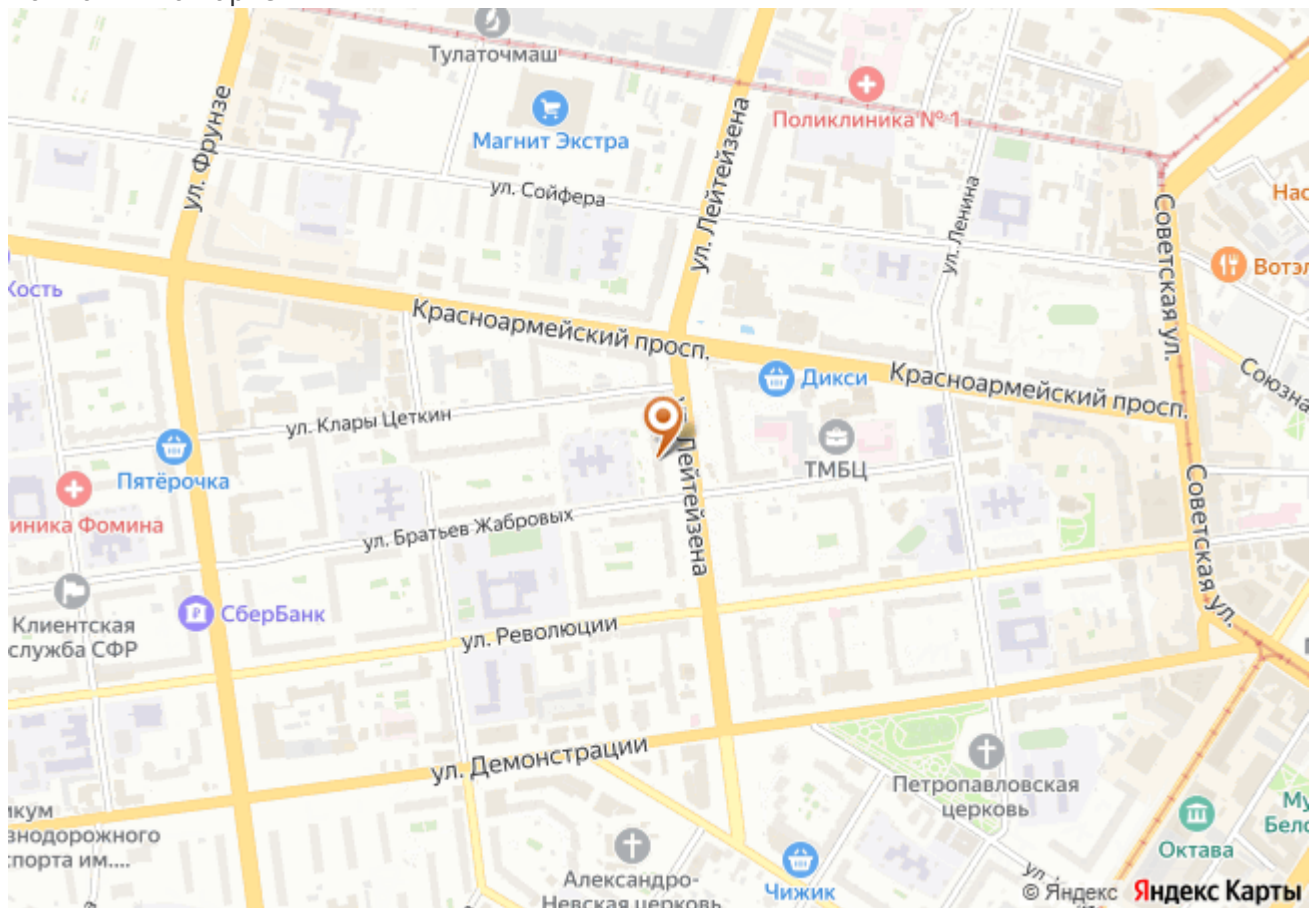 Тулаточмаш
Поликлиника № 1
Магнит Экстра
ул. Фрунзе
ул. Лейтейзена
ул. Сойфера
ул. Ленина
Советская ул.
Нас
Вотэл
Кость
Красноармейский просп.
Дикси
Красноармейский просп.
Союзна
ул. Клары Цеткин
ТМБЦ
Пятёрочка
Лейтейзена
Советская ул.
иника Фомина
ул. Братьев Жабровых
СберБанк
Клиентская
служба СФР
ул. Революции
ул. Демонстрации
Петропавловская
церковь
икум
знодорожного
спорта им....
Му
Бело
Октава
Александро-
Невская церковь
Чижик
ул.
© Яндекс Яндекс Карты